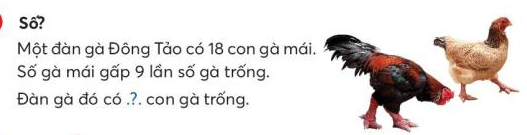 Số?
Một đàn gà Đông Tảo có 18 con gà mái.
Số gà mái gấp 9 lần số gà trống.
Đàn gà đó có .?. con gà trống.